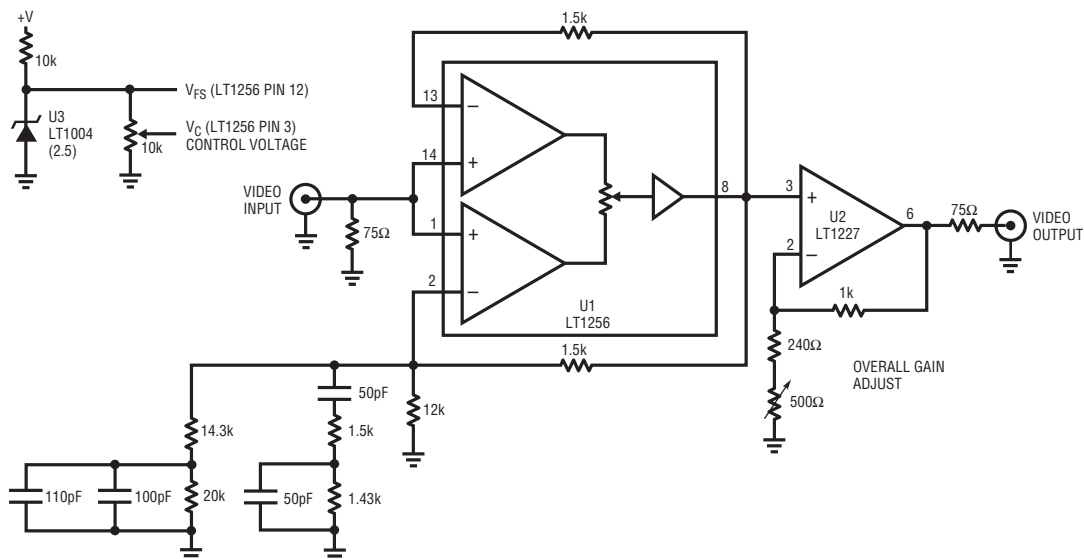 +V
10k
U3
LT1004
(2.5)
10k
VFS (LT1256 PIN 12)
VC (LT1256 PIN 3)
CONTROL VOLTAGE
1.5k
13
−
14
+
1
+
2
−
8
U1
LT1256
VIDEO
INPUT
75Ω
1.5k
3
+
2
−
U2
LT1227
6
75Ω
VIDEO
OUTPUT
1k
240Ω
500Ω
OVERALL GAIN
ADJUST
14.3k
110pF
100pF
20k
50pF
1.5k
50pF
1.43k
12k